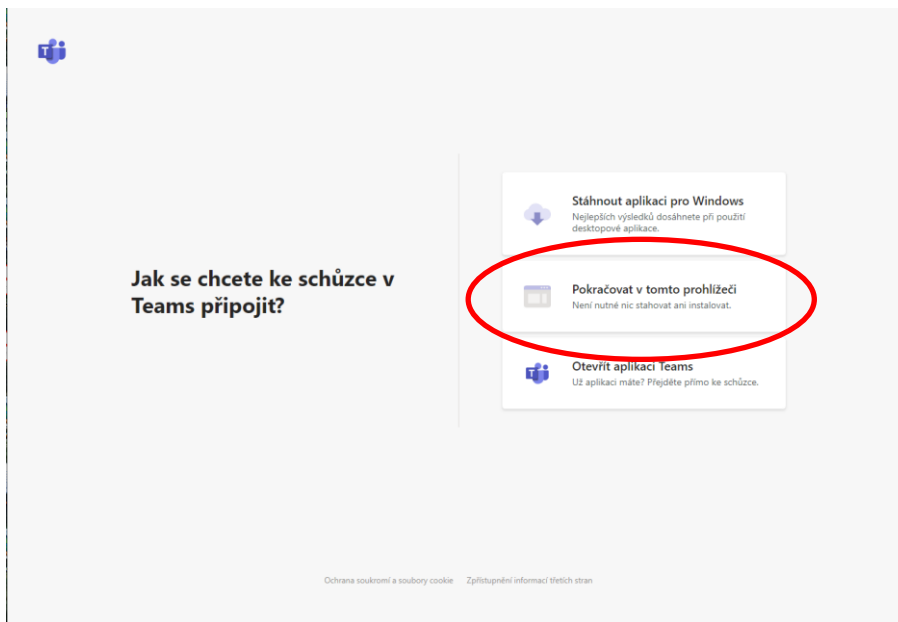 Stáhnout aplikaci pro Windows
Nejlepších výsledků dosáhnete při použití
desktopové aplikace.
Jak se chcete ke schůzce v
Teams připojit?
Pokračovat v tomto prohlížeči
Není nutné nic stahovat ani instalovat.
Otevřít aplikaci Teams
Už aplikaci máte? Přejděte přímo ke schůzce.
Ochrana soukromí a soubory cookie Zpřístupnění informací třetích stran